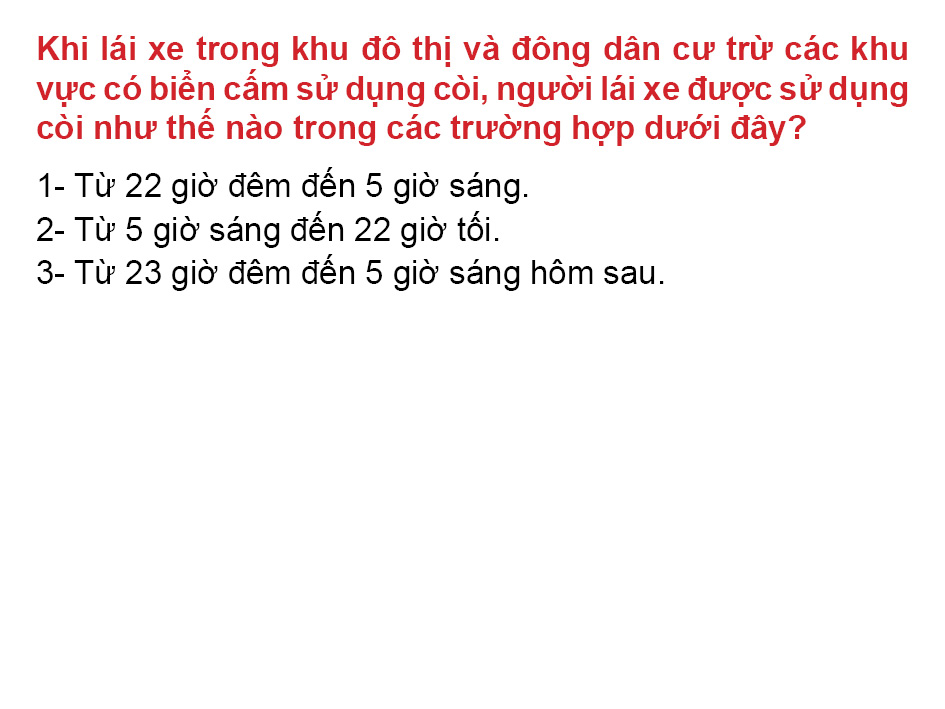 Khi lái xe trong khu đô thị và đông dân cư trừ các khu
vực có biển cấm sử dụng còi, người lái xe được sử dụng
còi như thế nào trong các trường hợp dưới đây?
1- Từ 22 giờ đêm đến 5 giờ sáng.
2- Từ 5 giờ sáng đến 22 giờ tối.
3- Từ 23 giờ đêm đến 5 giờ sáng hôm sau.